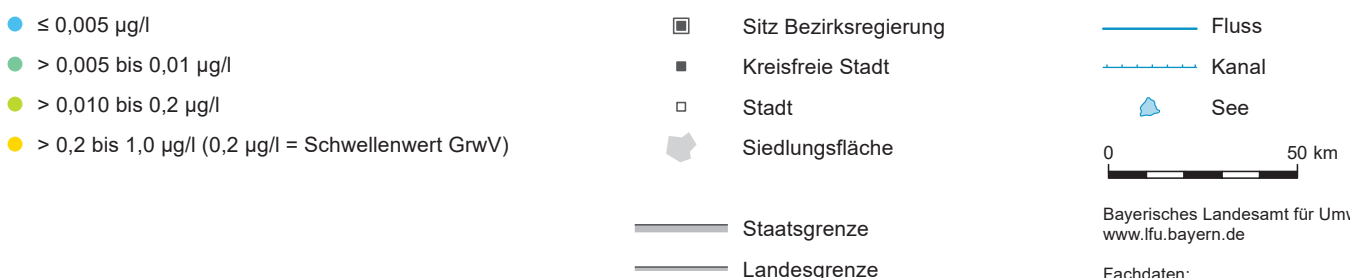 ≤ 0,005 µg/l
> 0,005 bis 0,01 µg/l
> 0,010 bis 0,2 µg/l
> 0,2 bis 1,0 µg/l (0,2 µg/l = Schwellenwert GrwV)
Sitz Bezirksregierung
Kreisfreie Stadt
Stadt
Siedlungsfläche
Staatsgrenze
Landesgrenze
Fluss
Kanal
See
0 50 km
Bayerisches Landesamt für
www.lfu.bayern.de
Fachdaten: